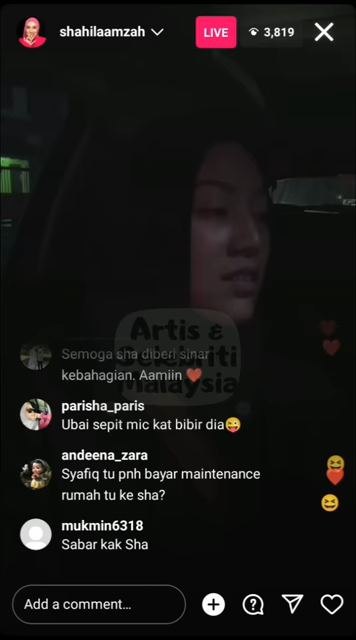 shahilaamzah
LIVE
3,819
Artis &
Selebriti
Malaysia
Semoga sha diberi sinar
kebahagian. Aamiin ❤️
parisha_paris
Ubai sepit mic kat bibir dia😜
andeena_zara
Syafiq tu pnh bayar maintenance
rumah tu ke sha?
mukmin6318
Sabar kak Sha
Add a comment...